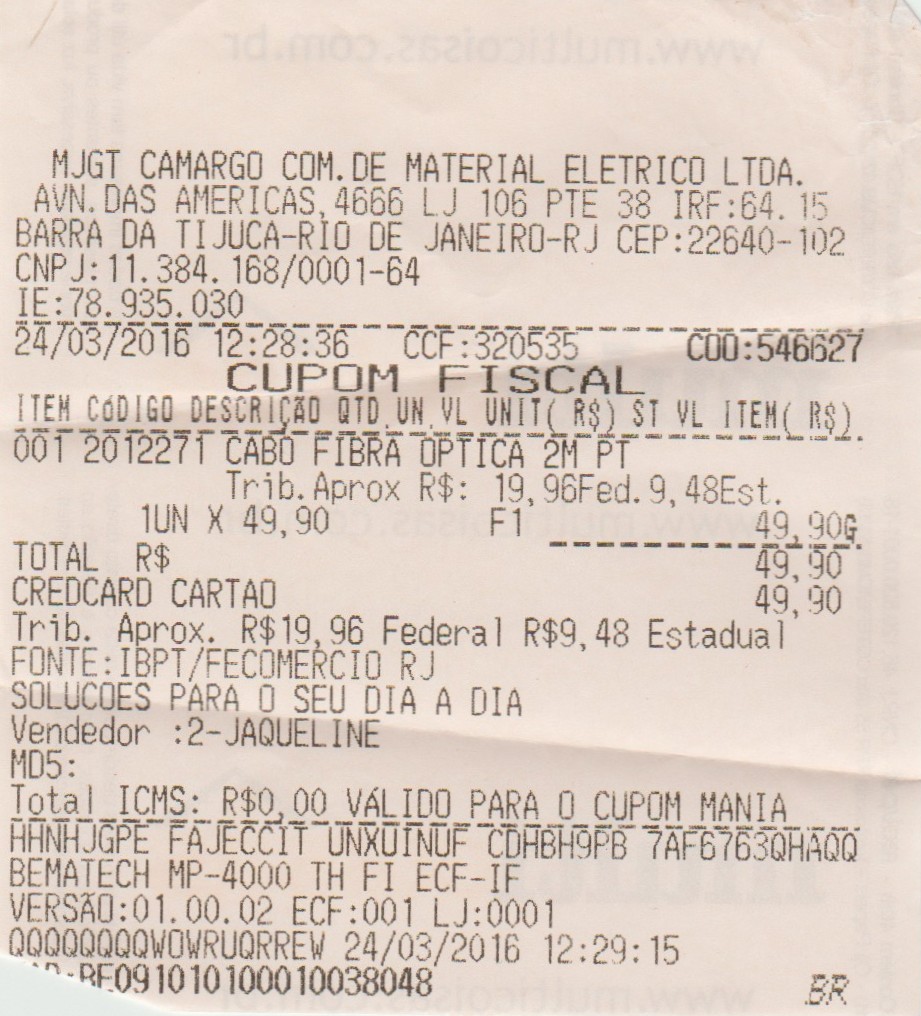 www.multicoisas.com.br
MJGT CAMARGO COM.DE MATERIAL ELETRICO LTDA.
AVN.DAS AMERICAS,4666 LJ 106 PTE 38 IRF:64.15
BARRA DA TIJUCA-RIO DE JANEIRO-RJ CEP:22640-102
CNPJ:11.384.168/0001-64
IE:78.935.030
24/03/2016 12:28:36 CCF:320535 COO:546627
CUPOM FISCAL
ITEM CóDIGO DESCRIÇÃO QTD.UN.VL UNIT( R$) ST VL ITEM( R$)
001 2012271 CABO FIBRA OPTICA 2M PT
Trib.Aprox R$: 19,96Fed.9,48Est.
1UN X 49,90 F1 49,90G
TOTAL R$ 49,90
CREDCARD CARTAO 49,90
Trib. Aprox. R$19,96 Federal R$9,48 Estadual
FONTE:IBPT/FECOMERCIO RJ
SOLUCOES PARA O SEU DIA A DIA
Vendedor :2-JAQUELINE
MD5:
Total ICMS: R$0,00 VÁLIDO PARA O CUPOM MANIA
HHNHJGPE FAJECCIT UNXUINUF CDHBH9PB 7AF6763QHAQQ
BEMATECH MP-4000 TH FI ECF-IF
VERSÃO:01.00.02 ECF:001 LJ:0001
QQQQQQQQWOWRUQRREW 24/03/2016 12:29:15
:BE091010100010038048 BR
www.multicoisas.com.br